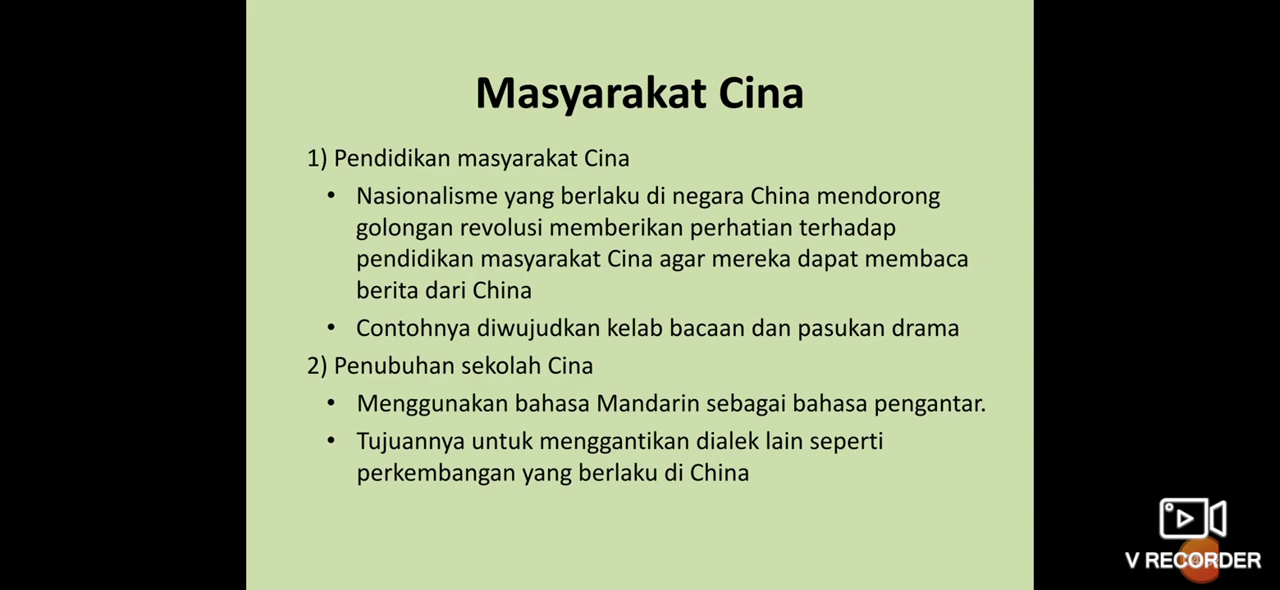 Masyarakat Cina
1) Pendidikan masyarakat Cina
• Nasionalisme yang berlaku di negara China mendorong
golongan revolusi memberikan perhatian terhadap
pendidikan masyarakat Cina agar mereka dapat membaca
berita dari China
• Contohnya diwujudkan kelab bacaan dan pasukan drama
2) Penubuhan sekolah Cina
• Menggunakan bahasa Mandarin sebagai bahasa pengantar.
• Tujuannya untuk menggantikan dialek lain seperti
perkembangan yang berlaku di China
V RECORDER